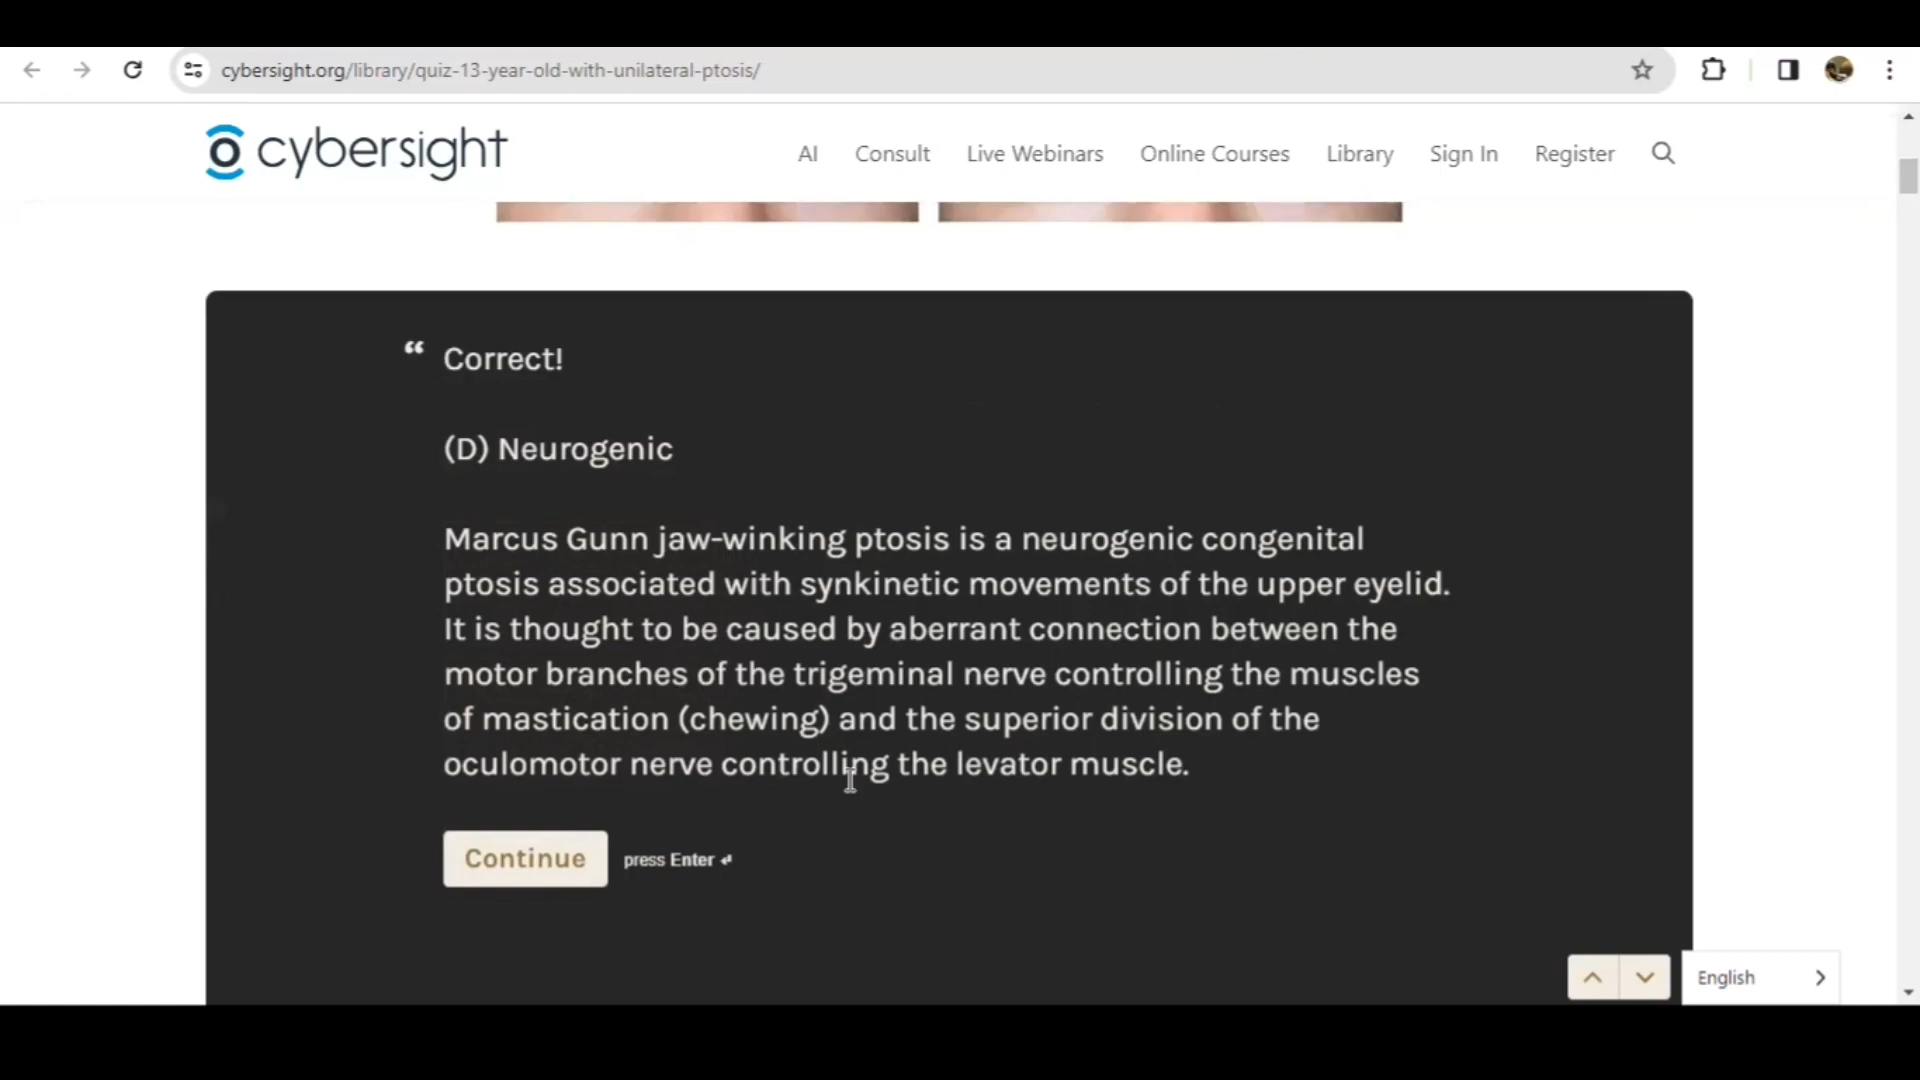 cybersight.org/library/quiz-13-year-old-with-unilateral-ptosis/
cybersight
AI Consult Live Webinars Online Courses Library Sign In Register
“ Correct!
(D) Neurogenic
Marcus Gunn jaw-winking ptosis is a neurogenic congenital
ptosis associated with synkinetic movements of the upper eyelid.
It is thought to be caused by aberrant connection between the
motor branches of the trigeminal nerve controlling the muscles
of mastication (chewing) and the superior division of the
oculomotor nerve controlling the levator muscle.
Continue press Enter ↵
English